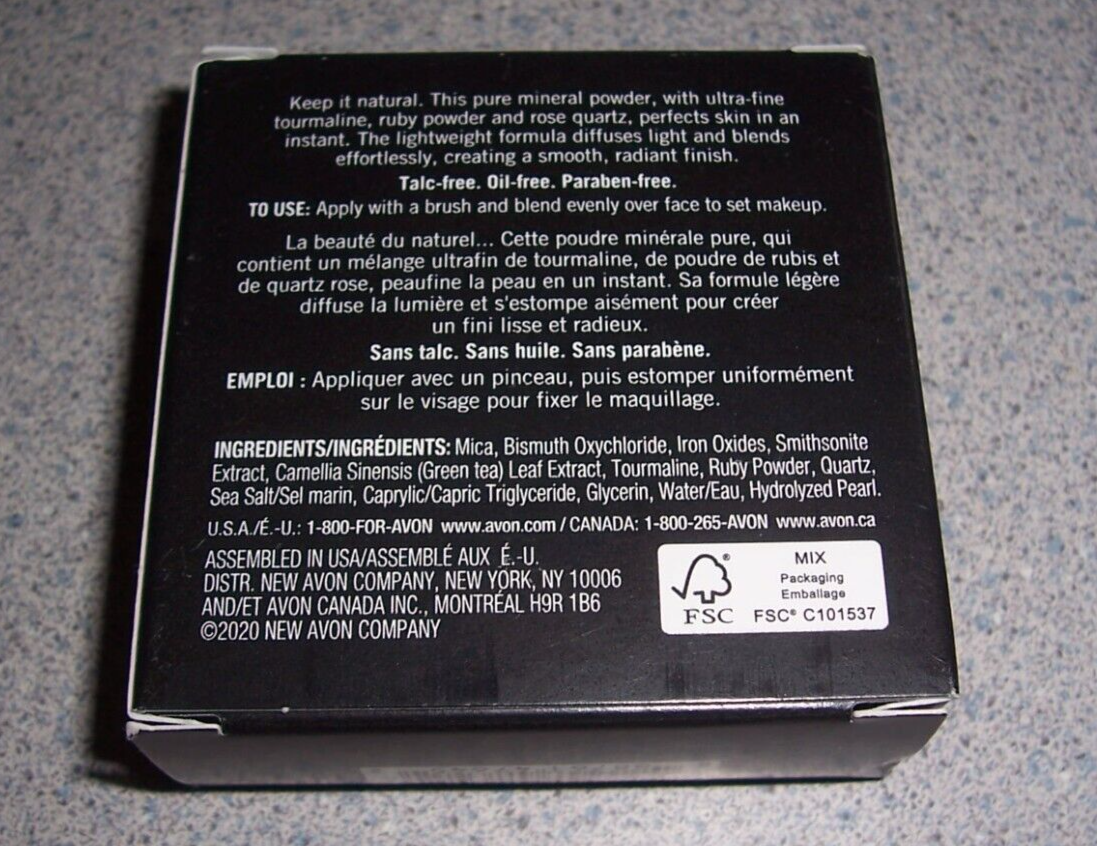 Keep it natural. This pure mineral powder, with ultra-fine
tourmaline, ruby powder and rose quartz, perfects skin in an
instant. The lightweight formula diffuses light and blends
effortlessly, creating a smooth, radiant finish.
Talc-free. Oil-free. Paraben-free.
TO USE: Apply with a brush and blend evenly over face to set makeup.
La beauté du naturel... Cette poudre minérale pure, qui
contient un mélange ultrafin de tourmaline, de poudre de rubis et
de quartz rose, peaufine la peau en un instant. Sa formule légère
diffuse la lumière et s'estompe aisément pour créer
un fini lisse et radieux.
Sans talc. Sans huile. Sans parabène.
EMPLOI : Appliquer avec un pinceau, puis estomper uniformément
sur le visage pour fixer le maquillage.
INGREDIENTS/INGRÉDIENTS: Mica, Bismuth Oxychloride, Iron Oxides, Smithsonite
Extract, Camellia Sinensis (Green tea) Leaf Extract, Tourmaline, Ruby Powder, Quartz,
Sea Salt/Sel marin, Caprylic/Capric Triglyceride, Glycerin, Water/Eau, Hydrolyzed Pearl.
U.S.A./É.-U.: 1-800-FOR-AVON www.avon.com / CANADA: 1-800-265-AVON www.avon.ca
ASSEMBLED IN USA/ASSEMBLÉ AUX É.-U.
DISTR. NEW AVON COMPANY, NEW YORK, NY 10006
AND/ET AVON CANADA INC., MONTRÉAL H9R 1B6
©2020 NEW AVON COMPANY
FSC®
MIX
Packaging
Emballage
FSC® C101537